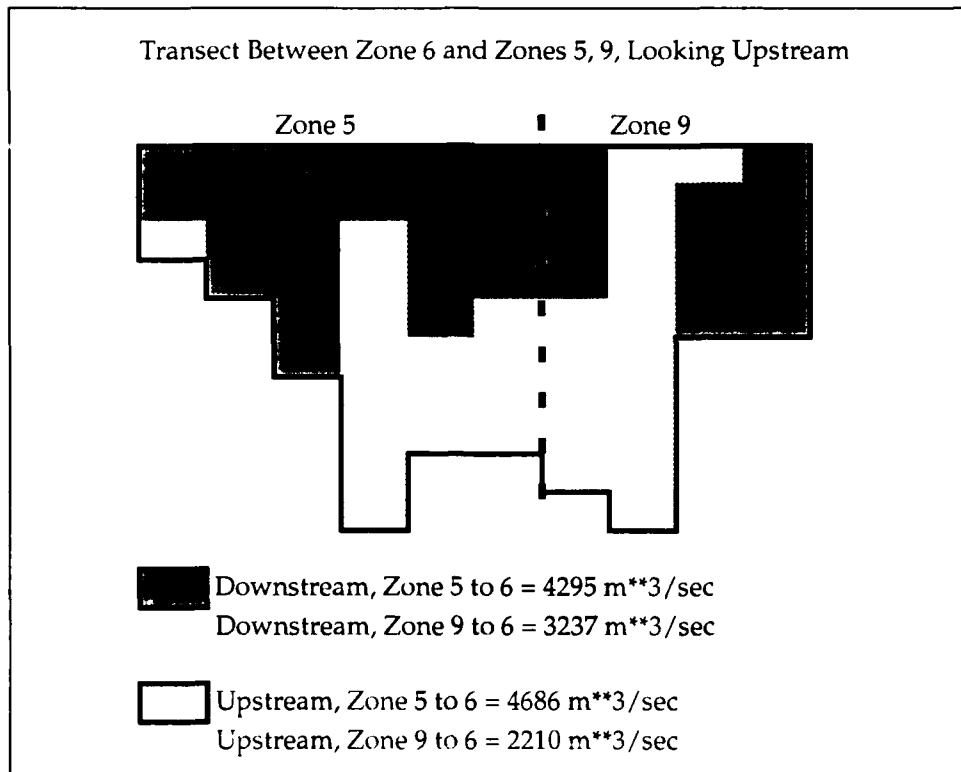 Transect Between Zone 6 and Zones 5, 9, Looking Upstream
Zone 5
Zone 9
Downstream, Zone 5 to 6 = 4295 m**3/sec
Downstream, Zone 9 to 6 = 3237 m**3/sec
Upstream, Zone 5 to 6 = 4686 m**3/sec
Upstream, Zone 9 to 6 = 2210 m**3/sec